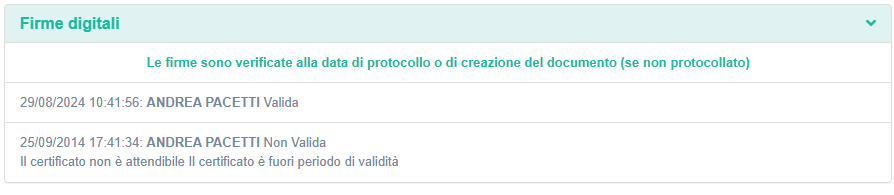 Firme digitali
Le firme sono verificate alla data di protocollo o di creazione del documento (se non protocollato)
29/08/2024 10:41:56: ANDREA PACETTI Valida
25/09/2014 17:41:34: ANDREA PACETTI Non Valida
Il certificato non è attendibile Il certificato è fuori periodo di validità